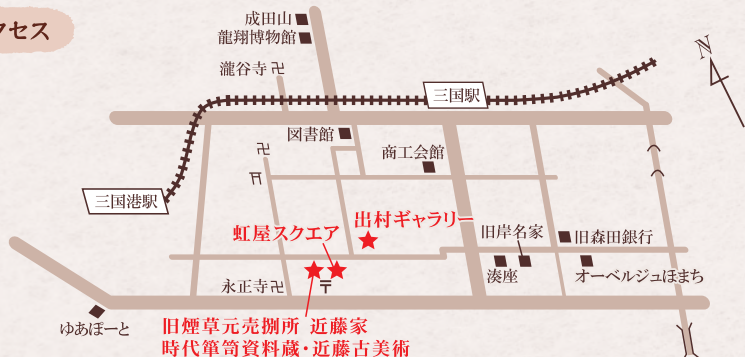 クセス
成田山
龍翔博物館
瀧谷寺
三国駅
N
図書館
商工会館
三国港駅
出村ギャラリー
虹屋スクエア
旧岸名家
旧森田銀行
湊座
オーベルジュほまち
永正寺
〒
ゆあぽーと
旧煙草元売捌所 近藤家
時代箪笥資料蔵・近藤古美術